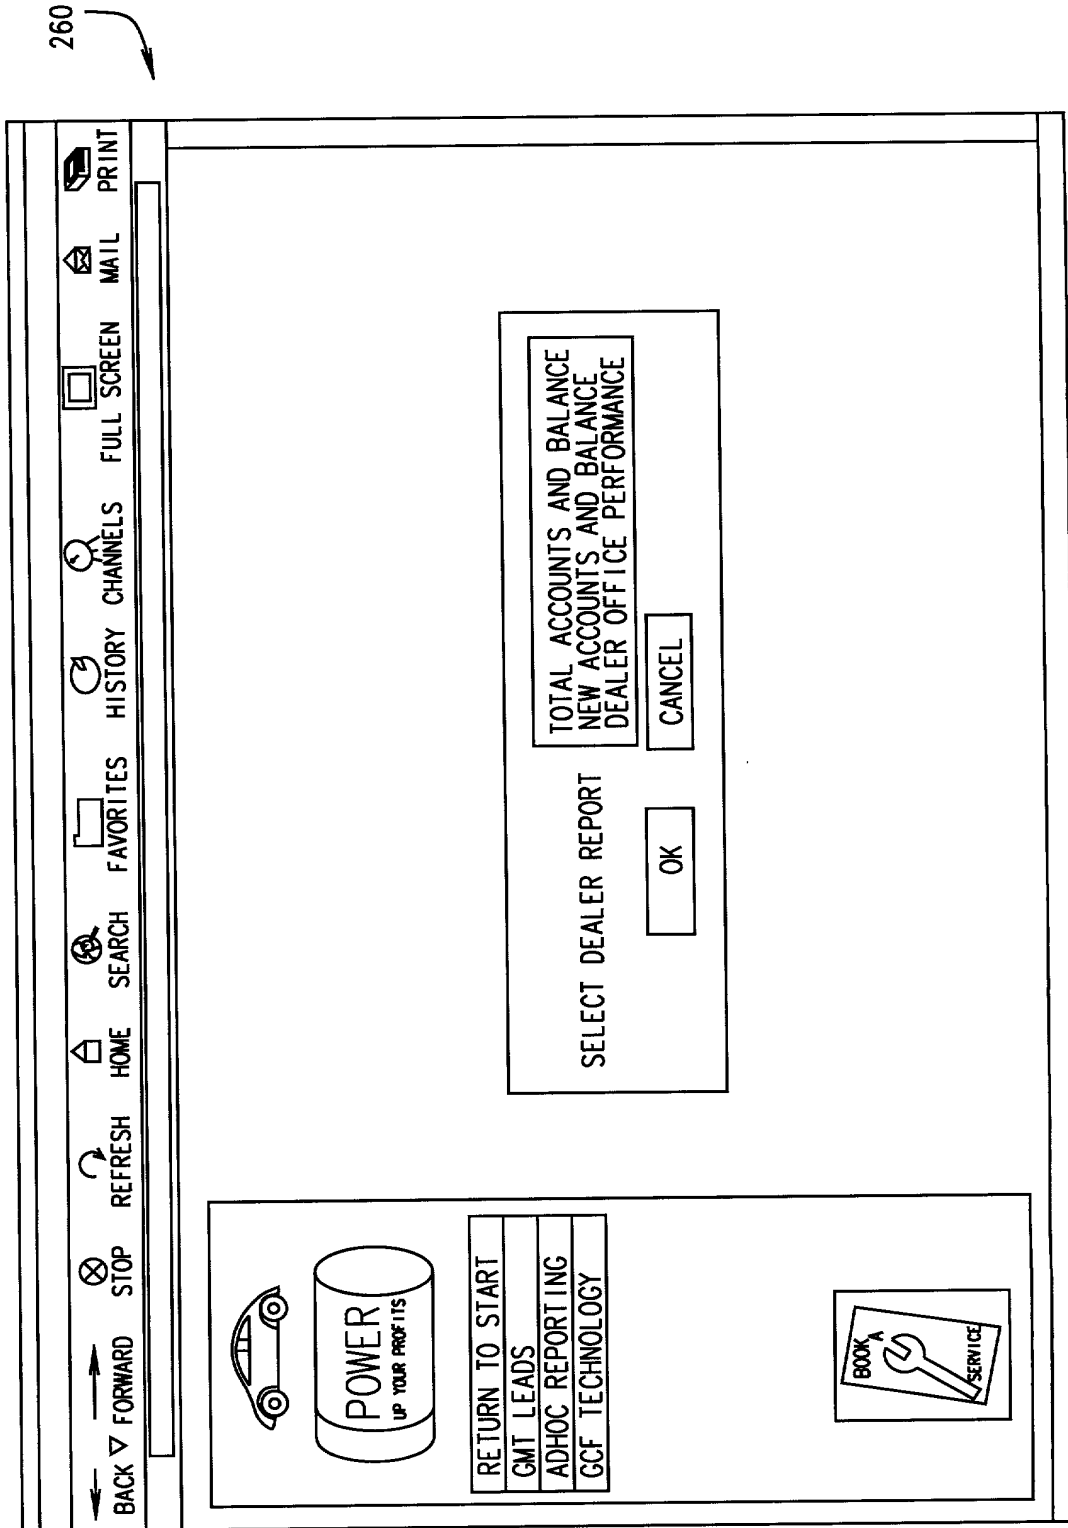 260
BACK FORWARD STOP REFRESH HOME SEARCH FAVORITES HISTORY CHANNELS FULL SCREEN MAIL PRINT
POWER
UP YOUR PROFITS
RETURN TO START
GMT LEADS
ADHOC REPORTING
GCF TECHNOLOGY
BOOK
A
SERVICE
SELECT DEALER REPORT
TOTAL ACCOUNTS AND BALANCE
NEW ACCOUNTS AND BALANCE
DEALER OFFICE PERFORMANCE
OK
CANCEL